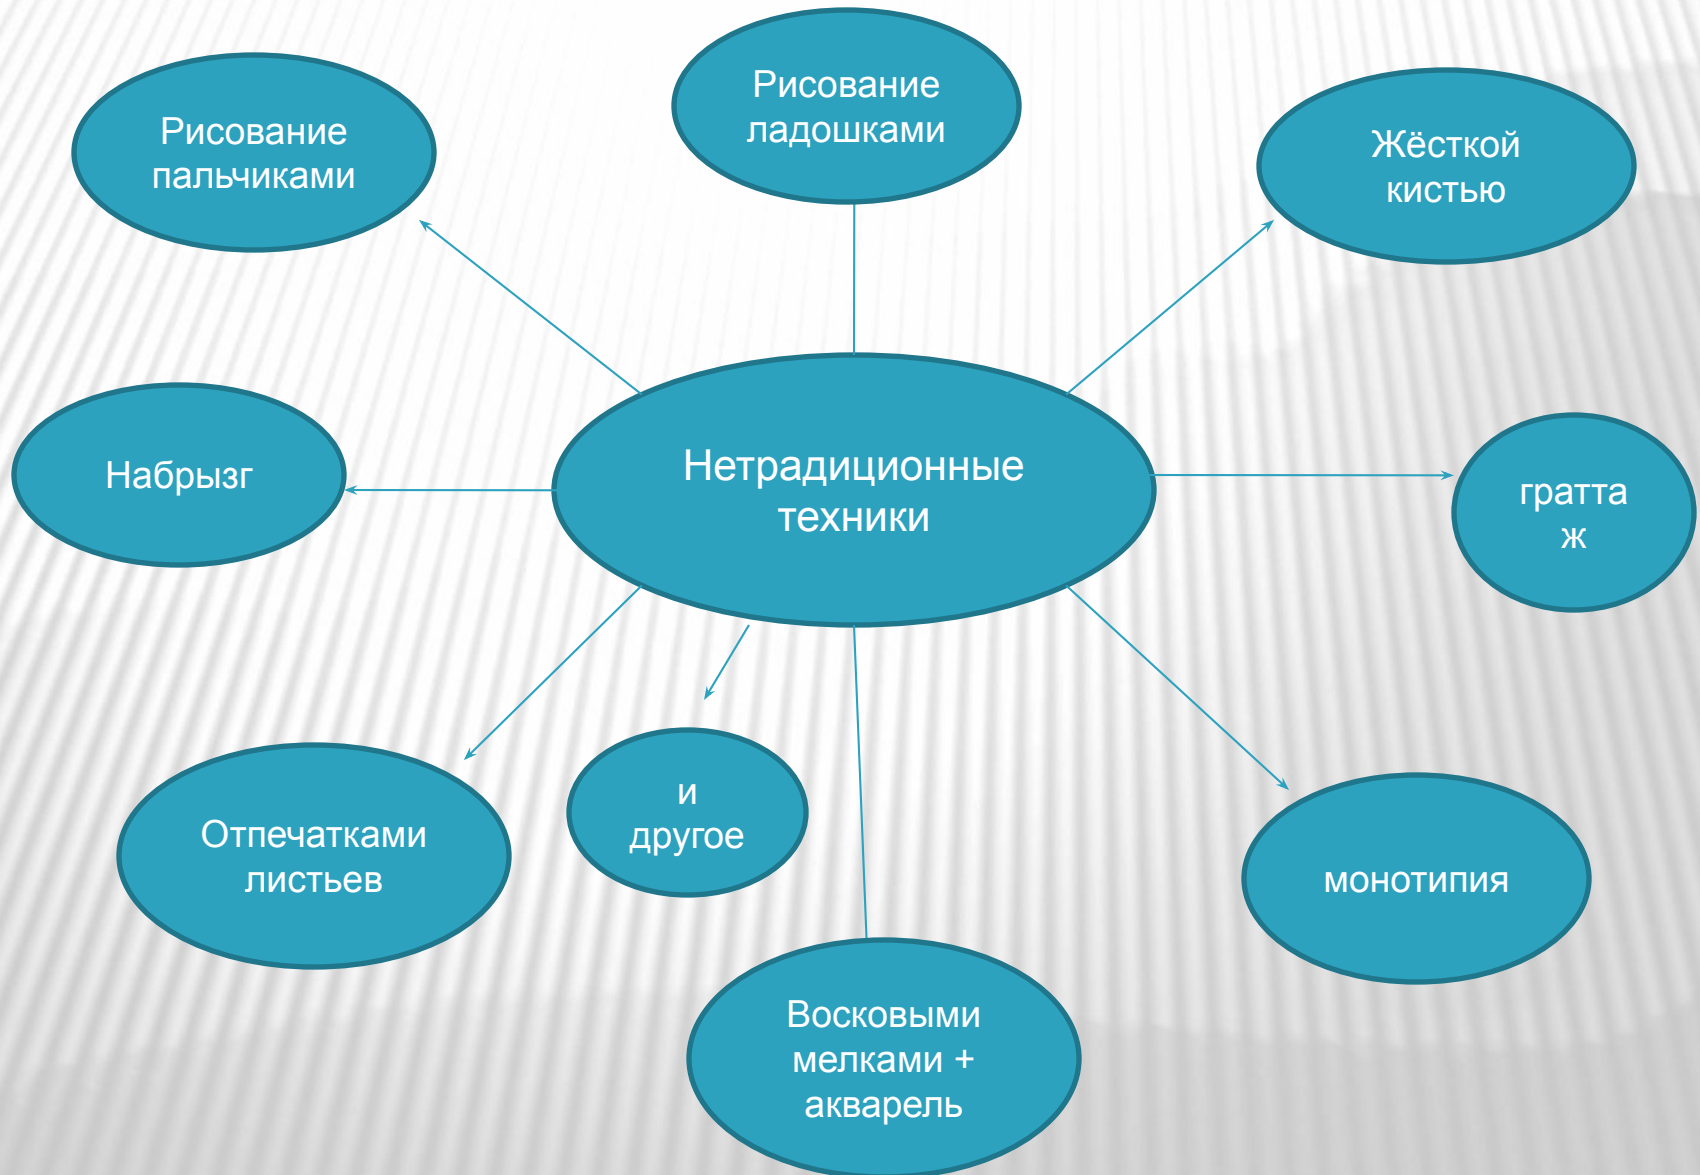 Рисование
ладошками
Рисование
пальчиками
Жёсткой
кистью
Набрызг
Нетрадиционные
техники
гратта
ж
Отпечатками
листьев
и
другое
монотипия
Восковыми
мелками +
акварель